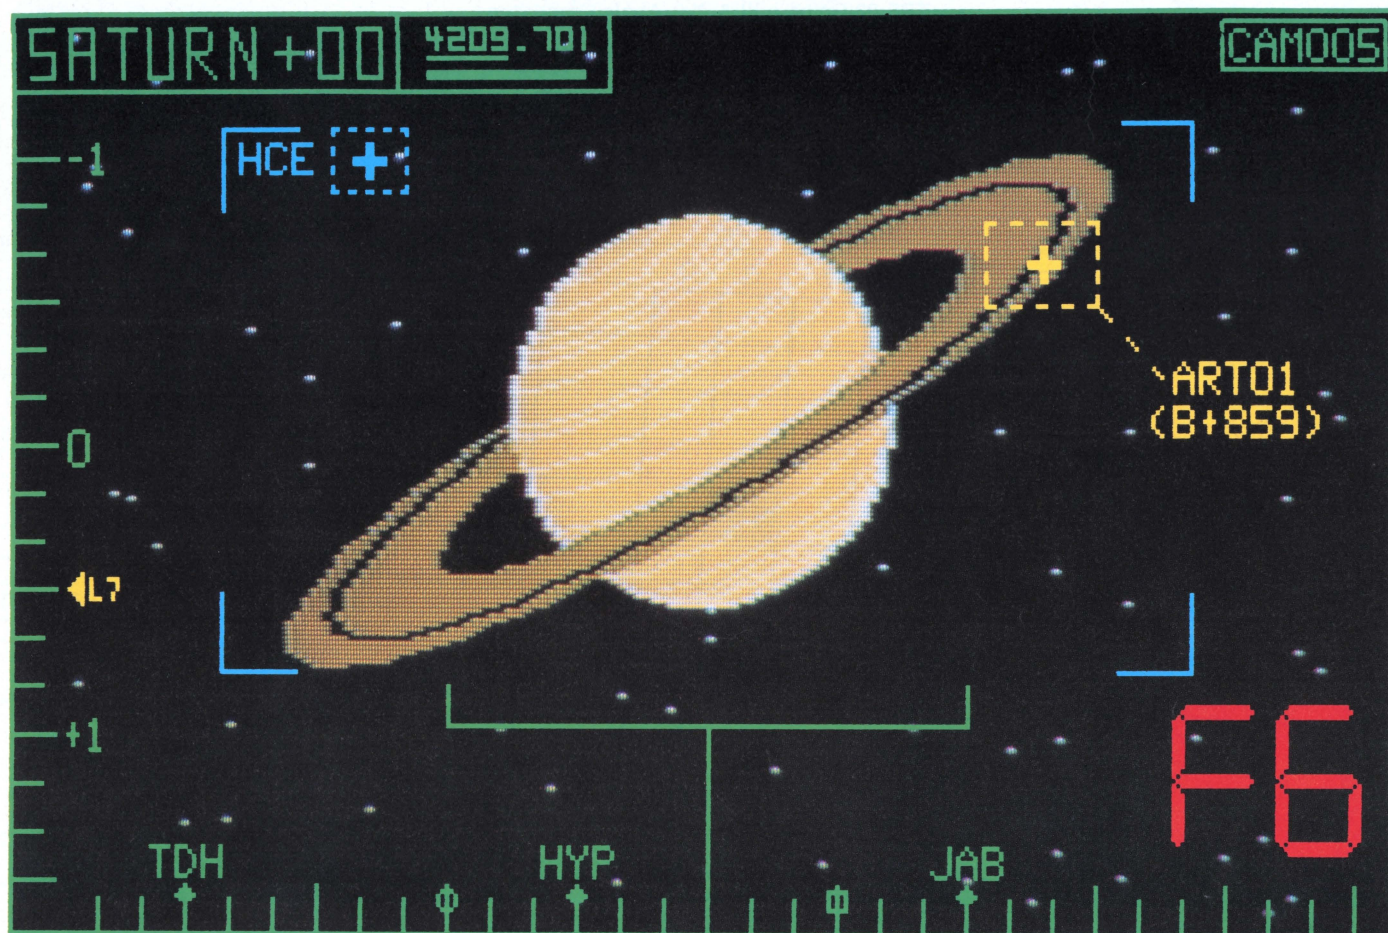 SATURN+00
4209.701
CAM005
HCE
-1
ART01
(B+859)
0
L7
+1
F6
TDH
HYP
JAB